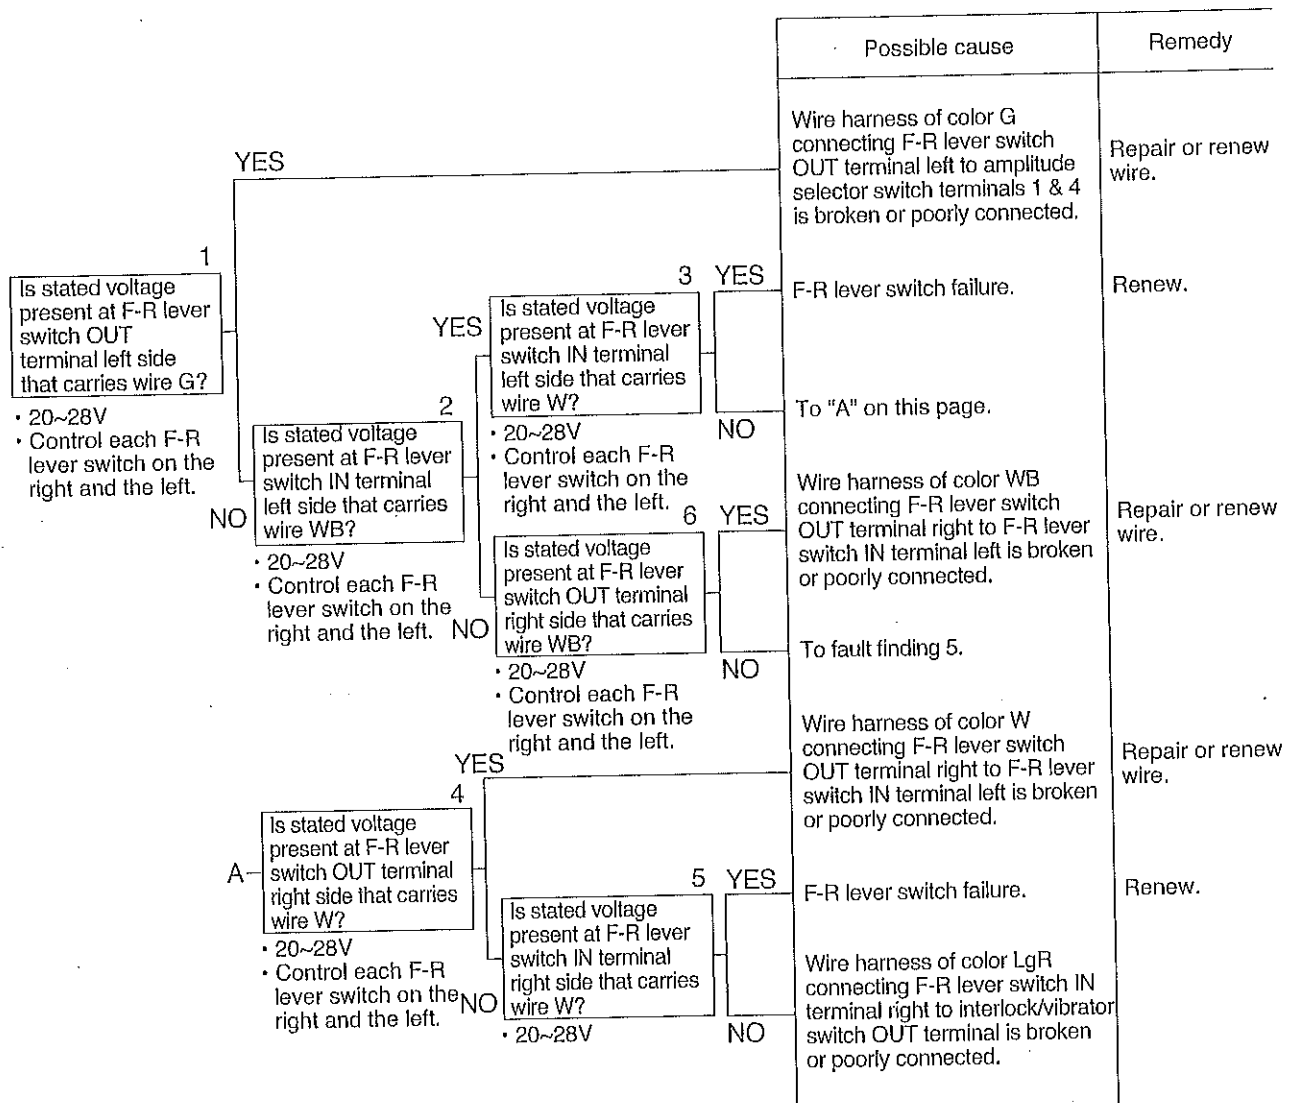 Possible cause
Remedy
YES
Wire harness of color G
connecting F-R lever switch
OUT terminal left to amplitude
selector switch terminals 1 & 4
is broken or poorly connected.
Repair or renew
wire.
1
Is stated voltage
present at F-R lever
switch OUT
terminal left side
that carries wire G?
• 20~28V
• Control each F-R
lever switch on the
right and the left.
NO
2
Is stated voltage
present at F-R lever
switch IN terminal
left side that carries
wire WB?
• 20~28V
• Control each F-R
lever switch on the
right and the left.
YES
3
Is stated voltage
present at F-R lever
switch IN terminal
left side that carries
wire W?
• 20~28V
• Control each F-R
lever switch on the
right and the left.
YES
F-R lever switch failure.
Renew.
NO
To "A" on this page.
NO
6
Is stated voltage
present at F-R lever
switch OUT terminal
right side that carries
wire WB?
• 20~28V
• Control each F-R
lever switch on the
right and the left.
YES
Wire harness of color WB
connecting F-R lever switch
OUT terminal right to F-R lever
switch IN terminal left is broken
or poorly connected.
Repair or renew
wire.
NO
To fault finding 5.
A
4
Is stated voltage
present at F-R lever
switch OUT terminal
right side that carries
wire W?
• 20~28V
• Control each F-R
lever switch on the
right and the left.
YES
Wire harness of color W
connecting F-R lever switch
OUT terminal right to F-R lever
switch IN terminal left is broken
or poorly connected.
Repair or renew
wire.
NO
5
Is stated voltage
present at F-R lever
switch IN terminal
right side that carries
wire W?
• 20~28V
YES
F-R lever switch failure.
Renew.
NO
Wire harness of color LgR
connecting F-R lever switch IN
terminal right to interlock/vibrator
switch OUT terminal is broken
or poorly connected.